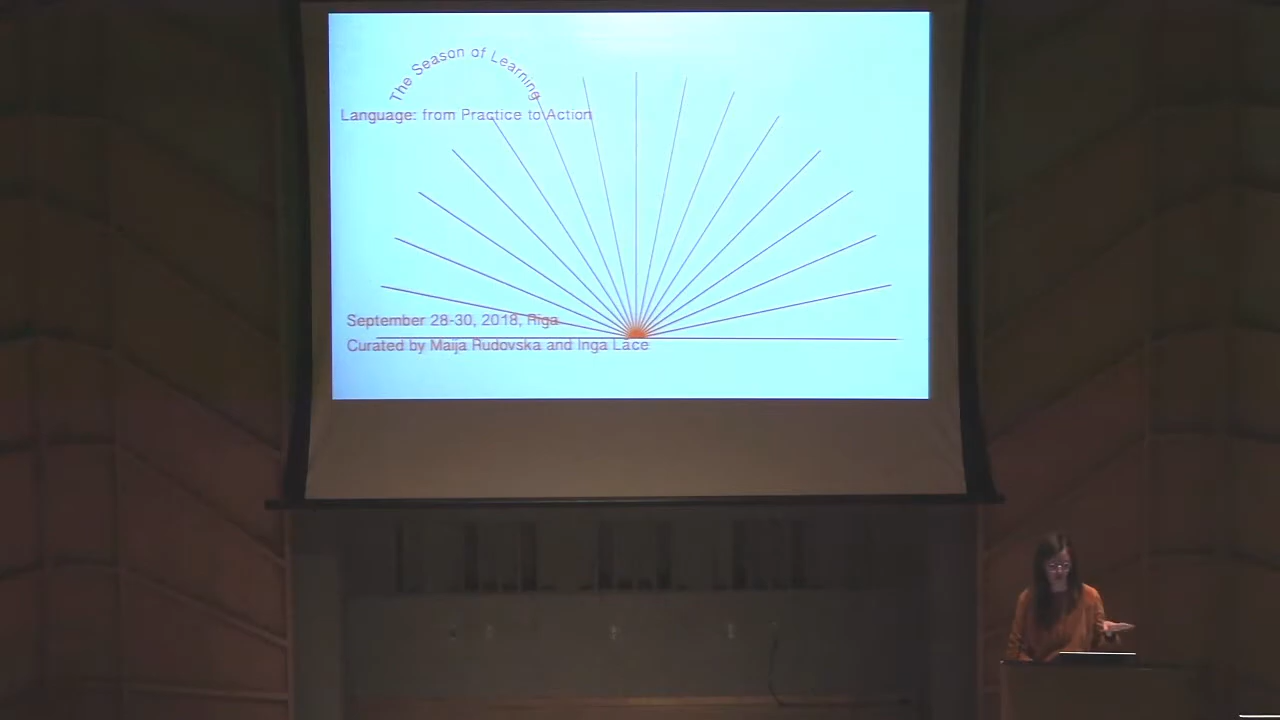 The Season of Learning
Language: from Practice to Action
September 28-30, 2018, Riga
Curated by Maija Rudovska and Inga Lace